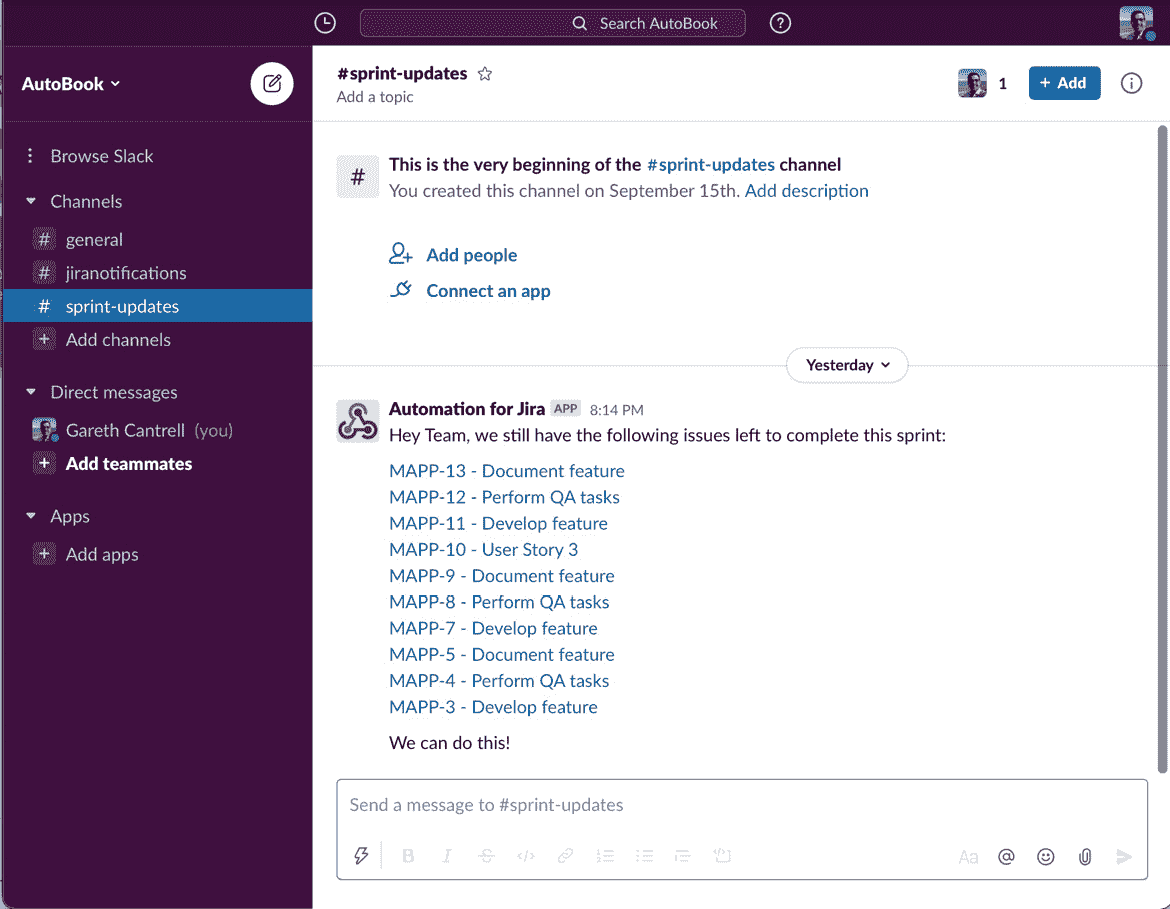 Search AutoBook
AutoBook
Browse Slack
Channels
# general
# jiranotifications
# sprint-updates
+ Add channels
Direct messages
Gareth Cantrell (you)
+ Add teammates
Apps
+ Add apps
#sprint-updates
Add a topic
1
+ Add
# This is the very beginning of the #sprint-updates channel
You created this channel on September 15th. Add description
Add people
Connect an app
Yesterday
Automation for Jira APP 8:14 PM
Hey Team, we still have the following issues left to complete this sprint:
MAPP-13 - Document feature
MAPP-12 - Perform QA tasks
MAPP-11 - Develop feature
MAPP-10 - User Story 3
MAPP-9 - Document feature
MAPP-8 - Perform QA tasks
MAPP-7 - Develop feature
MAPP-5 - Document feature
MAPP-4 - Perform QA tasks
MAPP-3 - Develop feature
We can do this!
Send a message to #sprint-updates
B I S </> Aa @